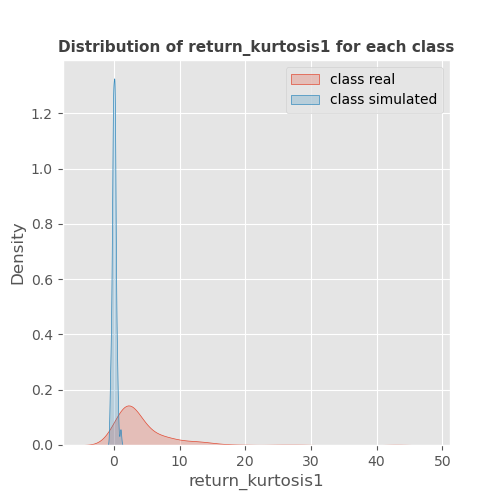 Distribution of return_kurtosis1 for each class
class real
class simulated
Density
1.2
1.0
0.8
0.6
0.4
0.2
0.0
0 10 20 30 40 50
return_kurtosis1